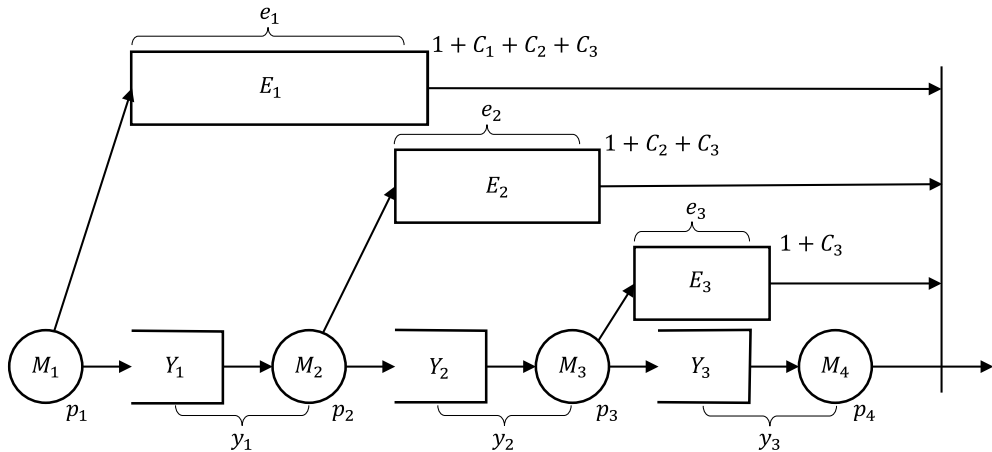 e₁
1 + C₁ + C₂ + C₃
E₁
e₂
1 + C₂ + C₃
E₂
e₃
1 + C₃
E₃
M₁ Y₁ M₂ Y₂ M₃ Y₃ M₄
p₁ p₂ p₃ p₄
y₁ y₂ y₃